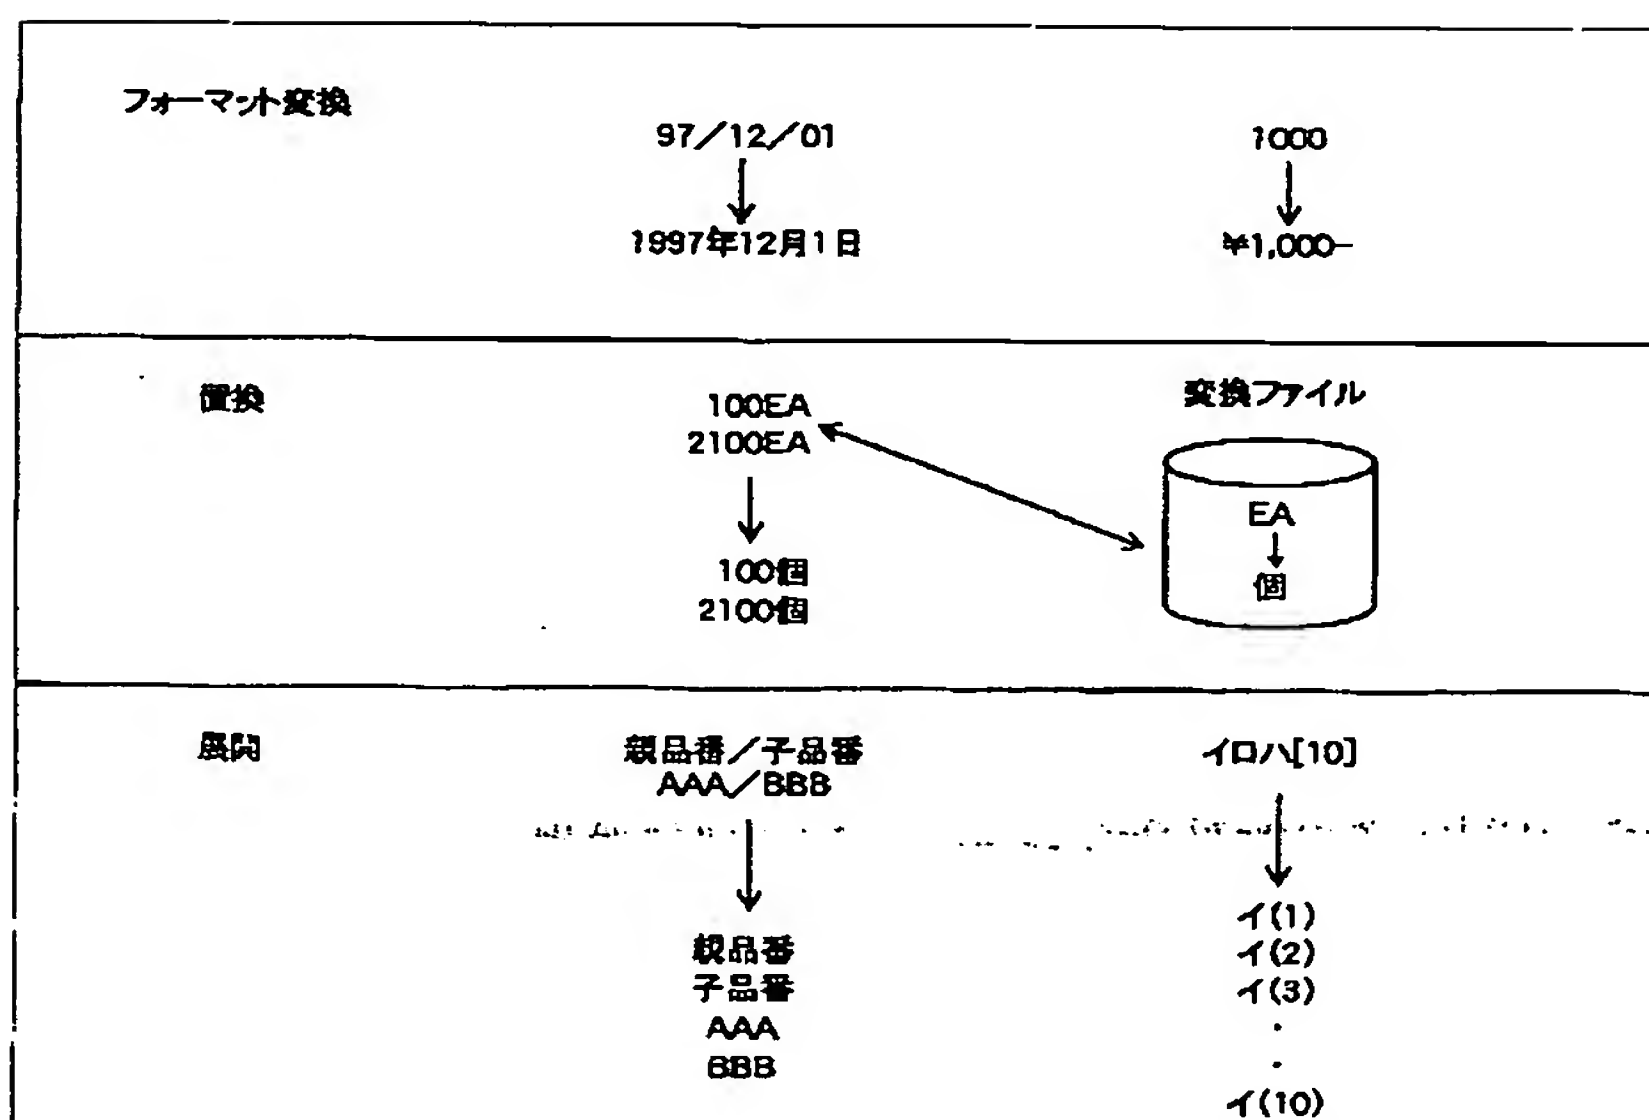 フォーマット変換
97／12／01
1997年12月1日
1000
¥1,000−
置換
100EA
2100EA
100個
2100個
変換ファイル
EA
個
展開
親品番／子品番
AAA／BBB
親品番
子品番
AAA
BBB
イロハ[10]
イ(1)
イ(2)
イ(3)
・
・
イ(10)